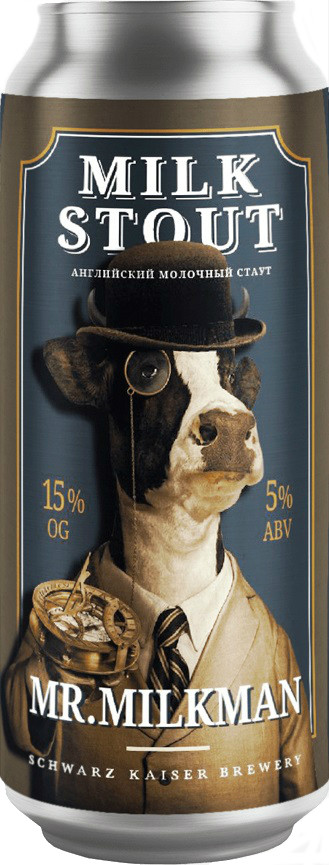 MILK
STOUT
АНГЛИЙСКИЙ МОЛОЧНЫЙ СТАУТ
15% 5%
OG ABV
MR.MILKMAN
SCHWARZ KAISER BREWERY